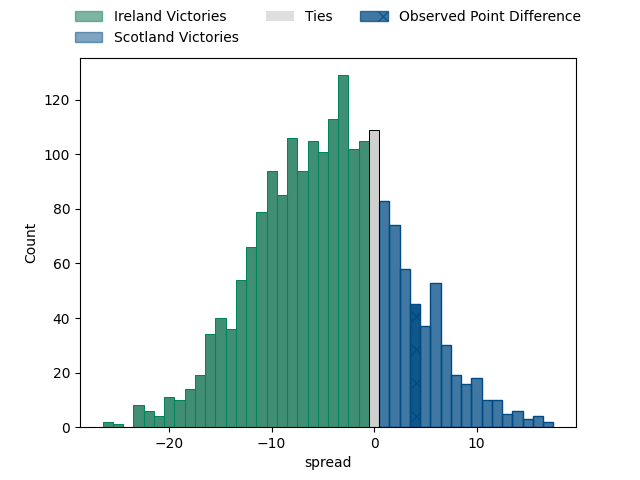 Ireland Victories
Scotland Victories
Ties
Observed Point Difference
Count
120
100
80
60
40
20
0
−20
−10
0
10
spread